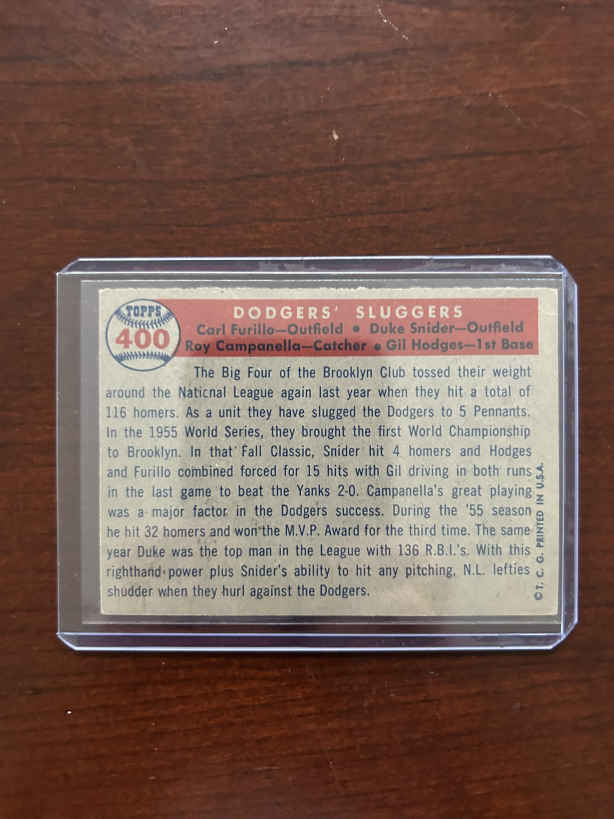 TOPPS
400
DODGERS' SLUGGERS
Carl Furillo—Outfield • Duke Snider—Outfield
Roy Campanella—Catcher • Gil Hodges—1st Base
The Big Four of the Brooklyn Club tossed their weight
around the National League again last year when they hit a total of
116 homers. As a unit they have slugged the Dodgers to 5 Pennants.
In the 1955 World Series, they brought the first World Championship
to Brooklyn. In that Fall Classic, Snider hit 4 homers and Hodges
and Furillo combined forced for 15 hits with Gil driving in both runs
in the last game to beat the Yanks 2-0. Campanella's great playing
was a major factor in the Dodgers success. During the '55 season
he hit 32 homers and won the M.V.P. Award for the third time. The same
year Duke was the top man in the League with 136 R.B.I.'s. With this
righthand power plus Snider's ability to hit any pitching, N.L. lefties
shudder when they hurl against the Dodgers.
© T. C. G. PRINTED IN U.S.A.